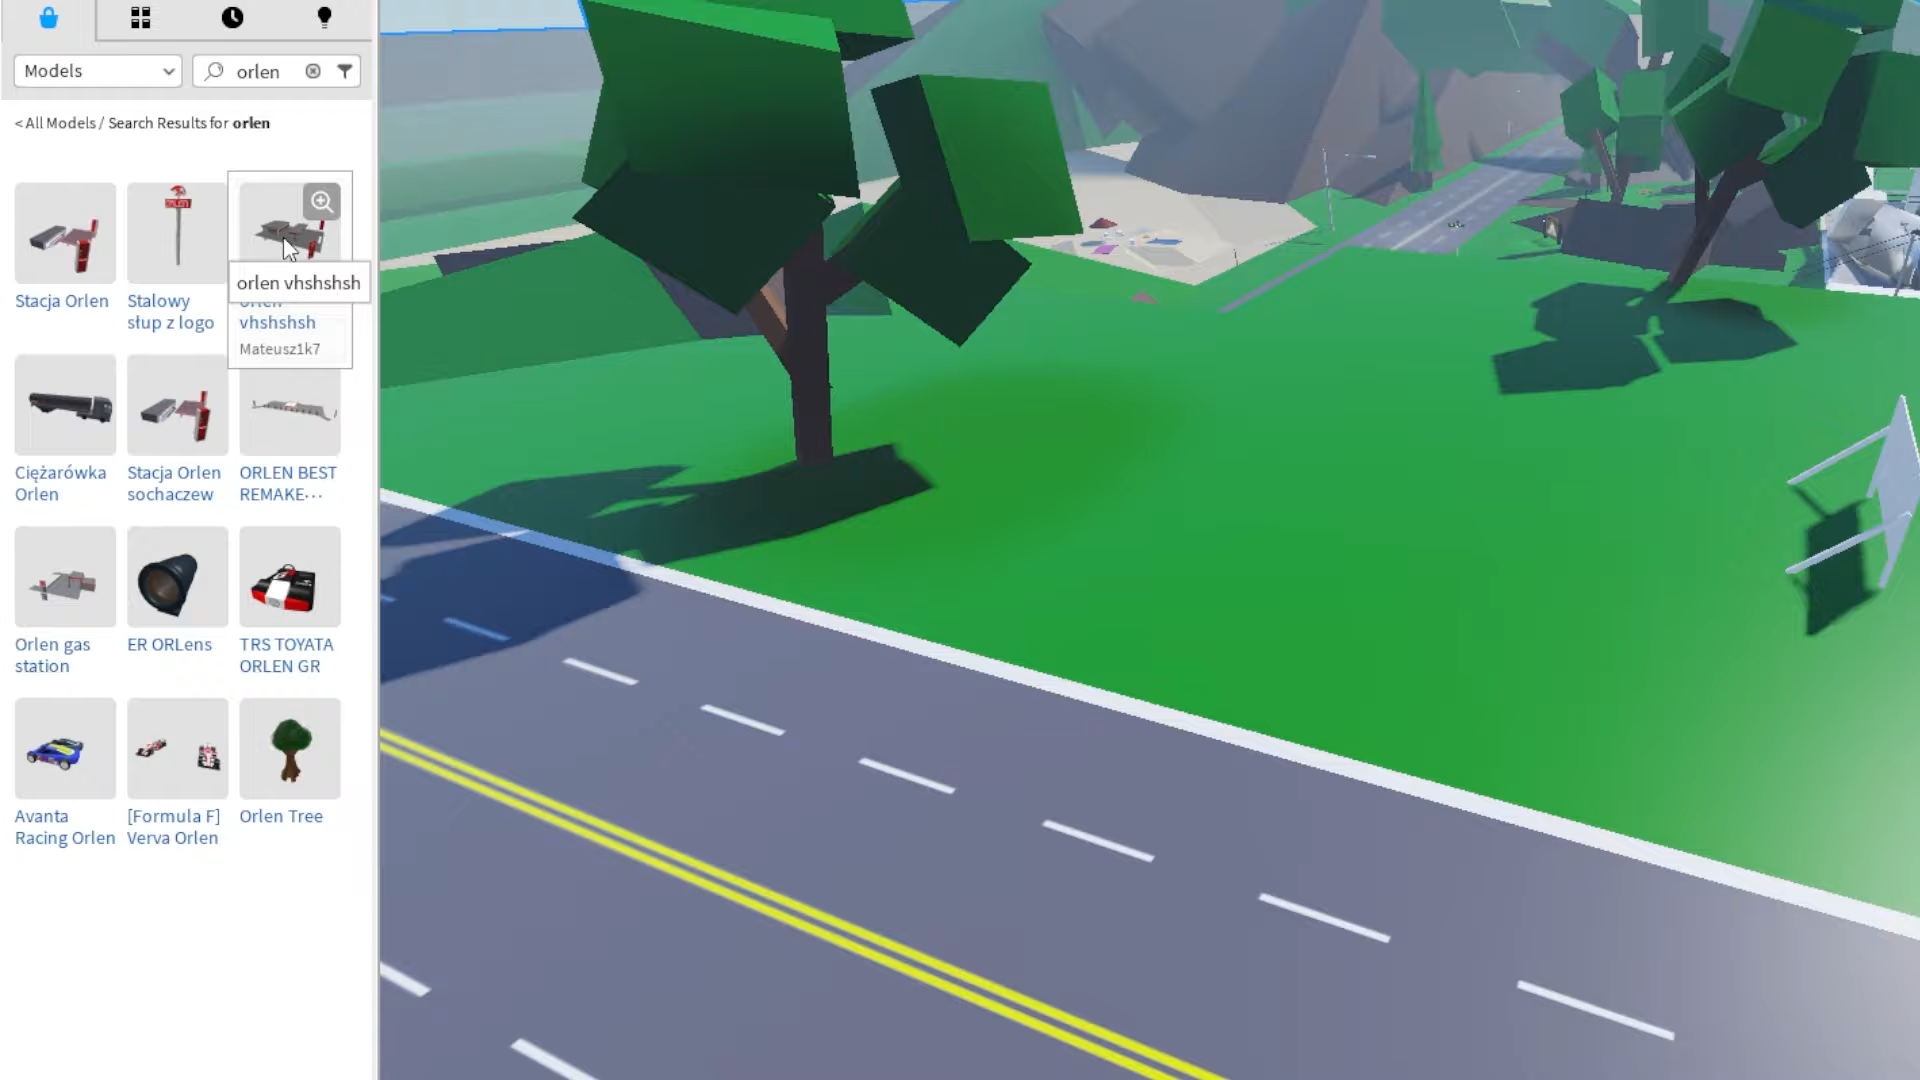 Models
orlen
< All Models / Search Results for orlen
ORLEN
Stacja Orlen
Stalowy
słup z logo
orlen vhshshsh
orlen
vhshshsh
Mateusz1k7
Ciężarówka
Orlen
Stacja Orlen
sochaczew
ORLEN BEST
REMAKE···
Orlen gas
station
ER ORLens
TRS TOYATA
ORLEN GR
Avanta
Racing Orlen
[Formula F]
Verva Orlen
Orlen Tree